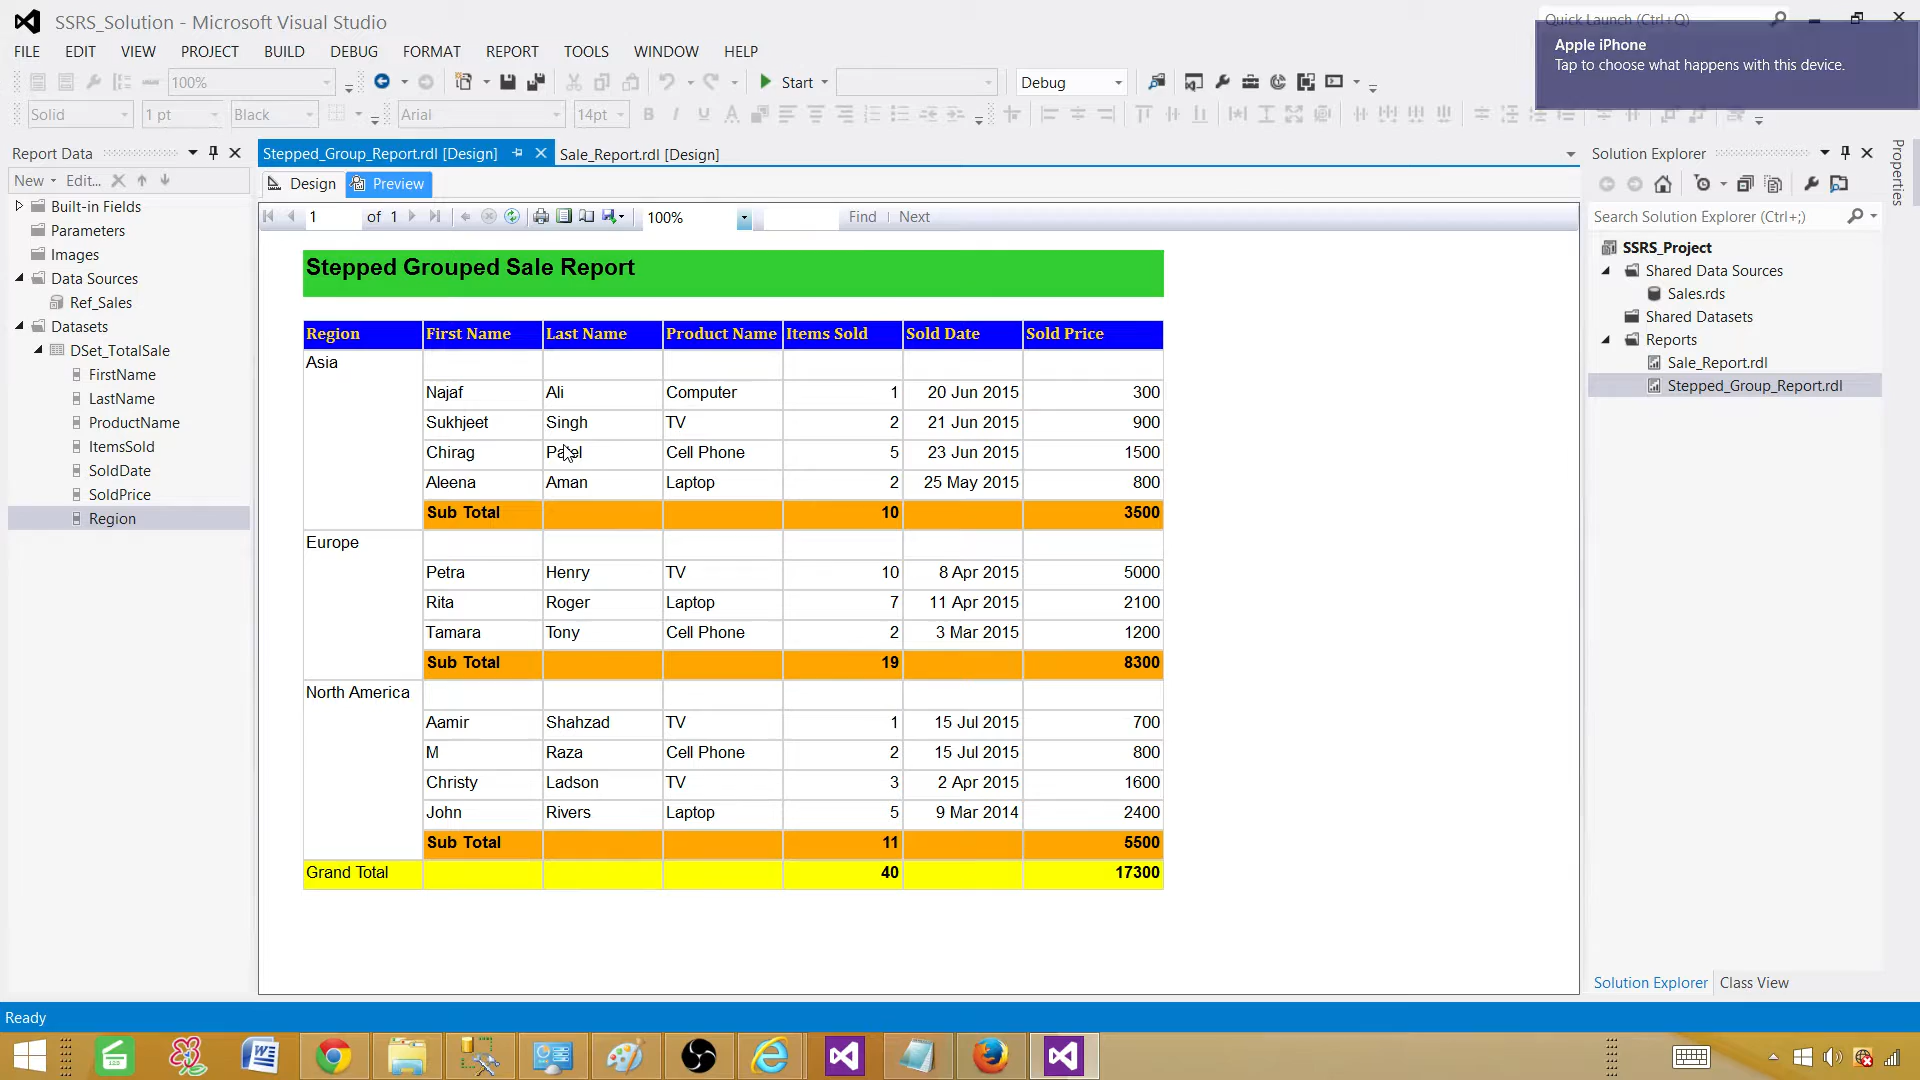 SSRS_Solution - Microsoft Visual Studio
Quick Launch (Ctrl+Q)
Apple iPhone
Tap to choose what happens with this device.
FILE EDIT VIEW PROJECT BUILD DEBUG FORMAT REPORT TOOLS WINDOW HELP
100% Start Debug
Solid 1 pt Black Arial 14pt B I U A
Report Data
New Edit...
Built-in Fields
Parameters
Images
Data Sources
Ref_Sales
Datasets
DSet_TotalSale
FirstName
LastName
ProductName
ItemsSold
SoldDate
SoldPrice
Region
Stepped_Group_Report.rdl [Design] Sale_Report.rdl [Design]
Design Preview
1 of 1 100% Find Next
Stepped Grouped Sale Report
Region First Name Last Name Product Name Items Sold Sold Date Sold Price
Asia
Najaf Ali Computer 1 20 Jun 2015 300
Sukhjeet Singh TV 2 21 Jun 2015 900
Chirag Cell Phone 5 23 Jun 2015 1500
Aleena Aman Laptop 2 25 May 2015 800
Sub Total 10 3500
Europe
Petra Henry TV 10 8 Apr 2015 5000
Rita Roger Laptop 7 11 Apr 2015 2100
Tamara Tony Cell Phone 2 3 Mar 2015 1200
Sub Total 19 8300
North America
Aamir Shahzad TV 1 15 Jul 2015 700
M Raza Cell Phone 2 15 Jul 2015 800
Christy Ladson TV 3 2 Apr 2015 1600
John Rivers Laptop 5 9 Mar 2014 2400
Sub Total 11 5500
Grand Total 40 17300
Solution Explorer
Search Solution Explorer (Ctrl+;)
SSRS_Project
Shared Data Sources
Sales.rds
Shared Datasets
Reports
Sale_Report.rdl
Stepped_Group_Report.rdl
Solution Explorer Class View
Properties
Ready